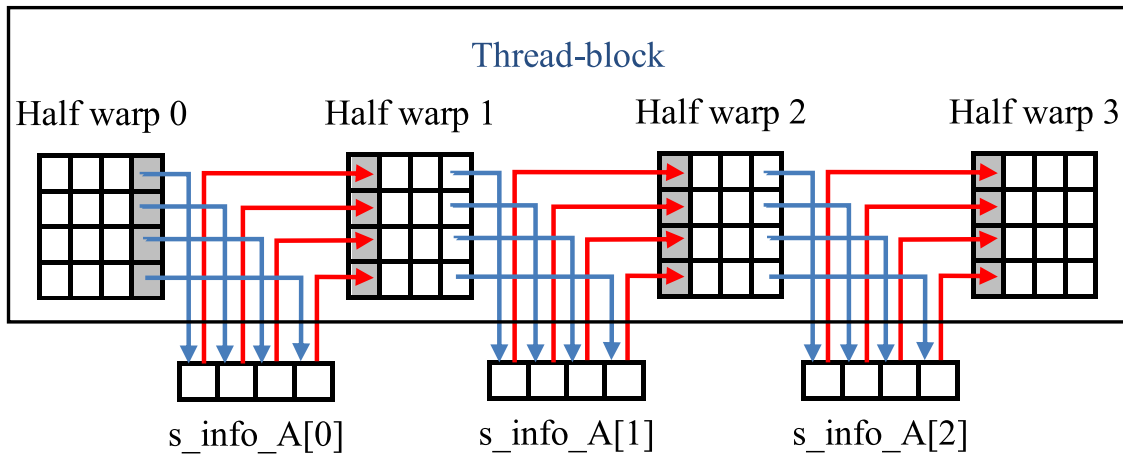 Thread-block
Half warp 0
Half warp 1
Half warp 2
Half warp 3
s_info_A[0]
s_info_A[1]
s_info_A[2]